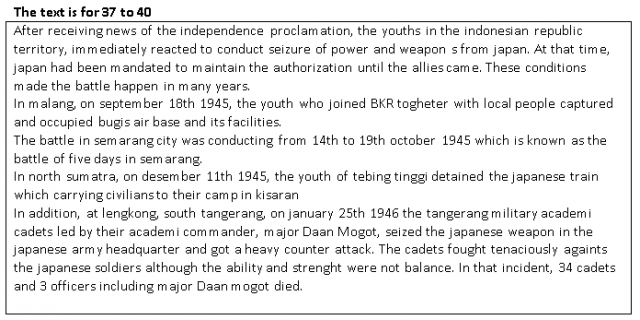 The text is for 37 to 40
After receiving news of the independence proclamation, the youths in the indonesian republic
territory, immediately reacted to conduct seizure of power and weapon s from japan. At that time,
japan had been mandated to maintain the authorization until the allies came. These conditions
made the battle happen in many years.
In malang, on september 18th 1945, the youth who joined BKR togheter with local people captured
and occupied bugis air base and its facilities.
The battle in semarang city was conducting from 14th to 19th october 1945 which is known as the
battle of five days in semarang.
In north sumatra, on desember 11th 1945, the youth of tebing tinggi detained the japanese train
which carrying civilians to their camp in kisaran
In addition, at lengkong, south tangerang, on january 25th 1946 the tangerang military academi
cadets led by their academi commander, major Daan Mogot, seized the japanese weapon in the
japanese army headquarter and got a heavy counter attack. The cadets fought tenaciously againts
the japanese soldiers although the ability and strenght were not balance. In that incident, 34 cadets
and 3 officers including major Daan mogot died.